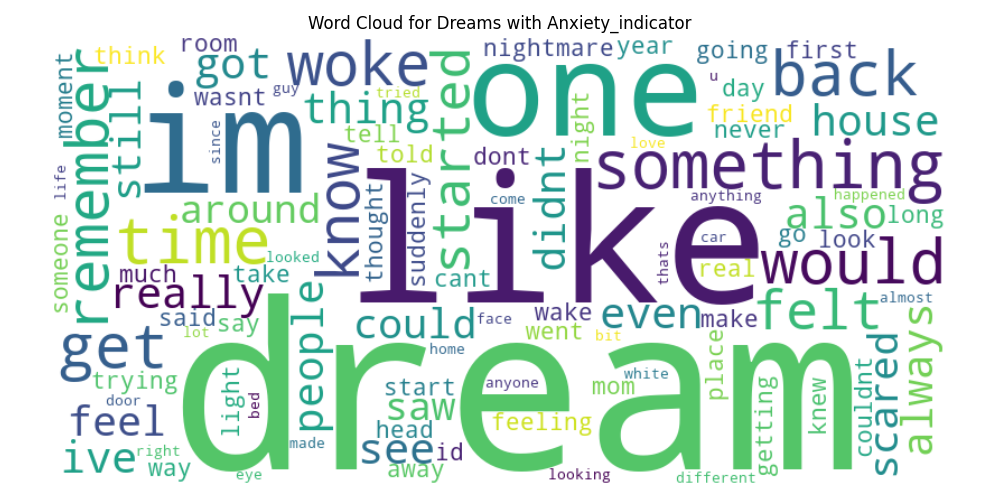 Word Cloud for Dreams with Anxiety_indicator
room
think
got
woke
nightmare
year
going
first
back
moment
remember
still
im
wasnt
guy
tried
thing
started
one
u
day
friend
never
house
since
tell
told
know
dont
night
love
something
life
someone
time
around
thought
suddenly
like
come
didnt
anything
happened
also
long
looked
much
take
really
cant
thats
car
real
go
look
would
almost
said
say
lot
people
could
face
wake
went
even
bit
make
felt
always
get
home
trying
door
feel
light
bed
dream
start
saw
anyone
feeling
white
mom
place
getting
knew
couldnt
scared
ive
right
way
eye
made
head
see
id
away
looking
different